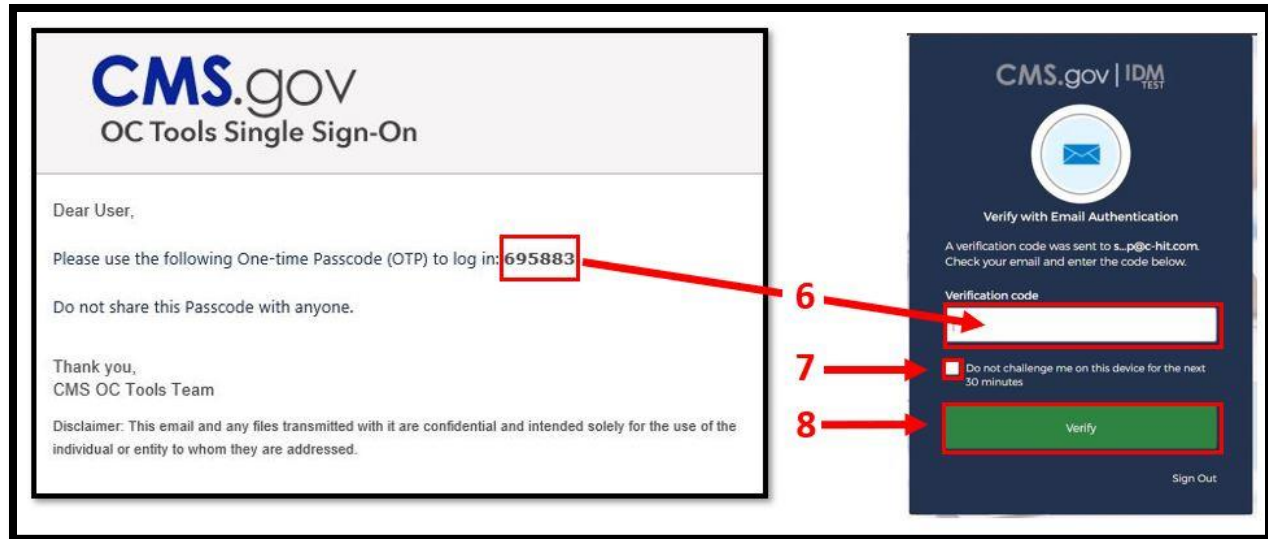 CMS.gov
OC Tools Single Sign-On
Dear User,
Please use the following One-time Passcode (OTP) to log in: 695883
Do not share this Passcode with anyone.
Thank you,
CMS OC Tools Team
Disclaimer: This email and any files transmitted with it are confidential and intended solely for the use of the
individual or entity to whom they are addressed.
6
7
8
CMS.gov | IDM
TEST
Verify with Email Authentication
A verification code was sent to s...p@c-hit.com.
Check your email and enter the code below.
Verification code
Do not challenge me on this device for the next
30 minutes
Verify
Sign Out